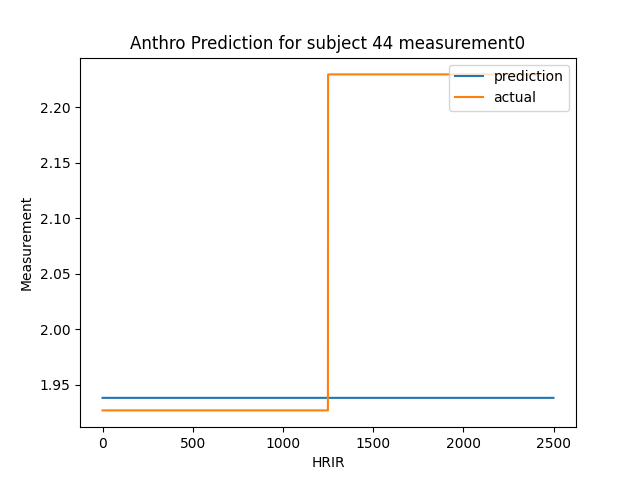 Anthro Prediction for subject 44 measurement0
prediction
actual
2.20
2.15
2.10
2.05
2.00
1.95
Measurement
0 500 1000 1500 2000 2500
HRIR